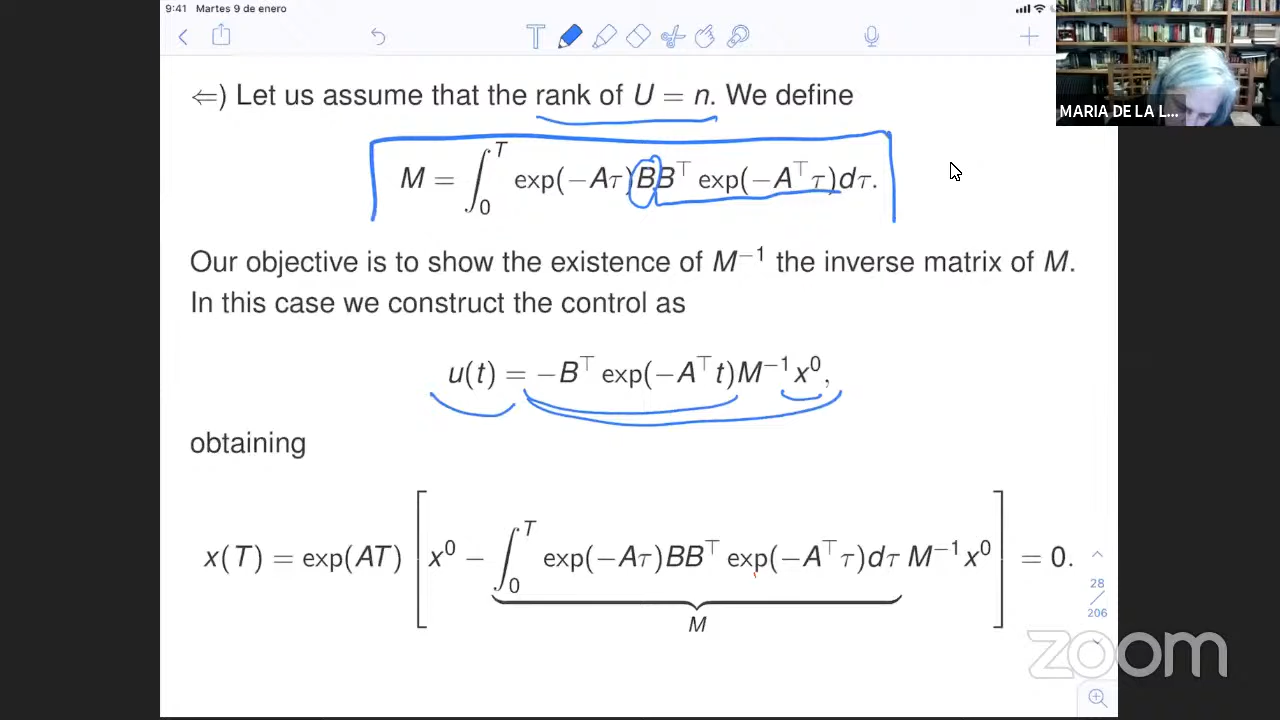 9:41 Martes 9 de enero
⇐) Let us assume that the rank of U = n. We define
M = ∫₀ᵀ exp(−Aτ)BB^⊤ exp(−A^⊤τ)dτ.
MARIA DE LA L...
Our objective is to show the existence of M⁻¹ the inverse matrix of M.
In this case we construct the control as
u(t) = −B^⊤ exp(−A^⊤t)M⁻¹x⁰,
obtaining
x(T) = exp(AT) [x⁰ − ∫₀ᵀ exp(−Aτ)BB^⊤ exp(−A^⊤τ)dτ M⁻¹x⁰] = 0.
M
28
/
206
zoom